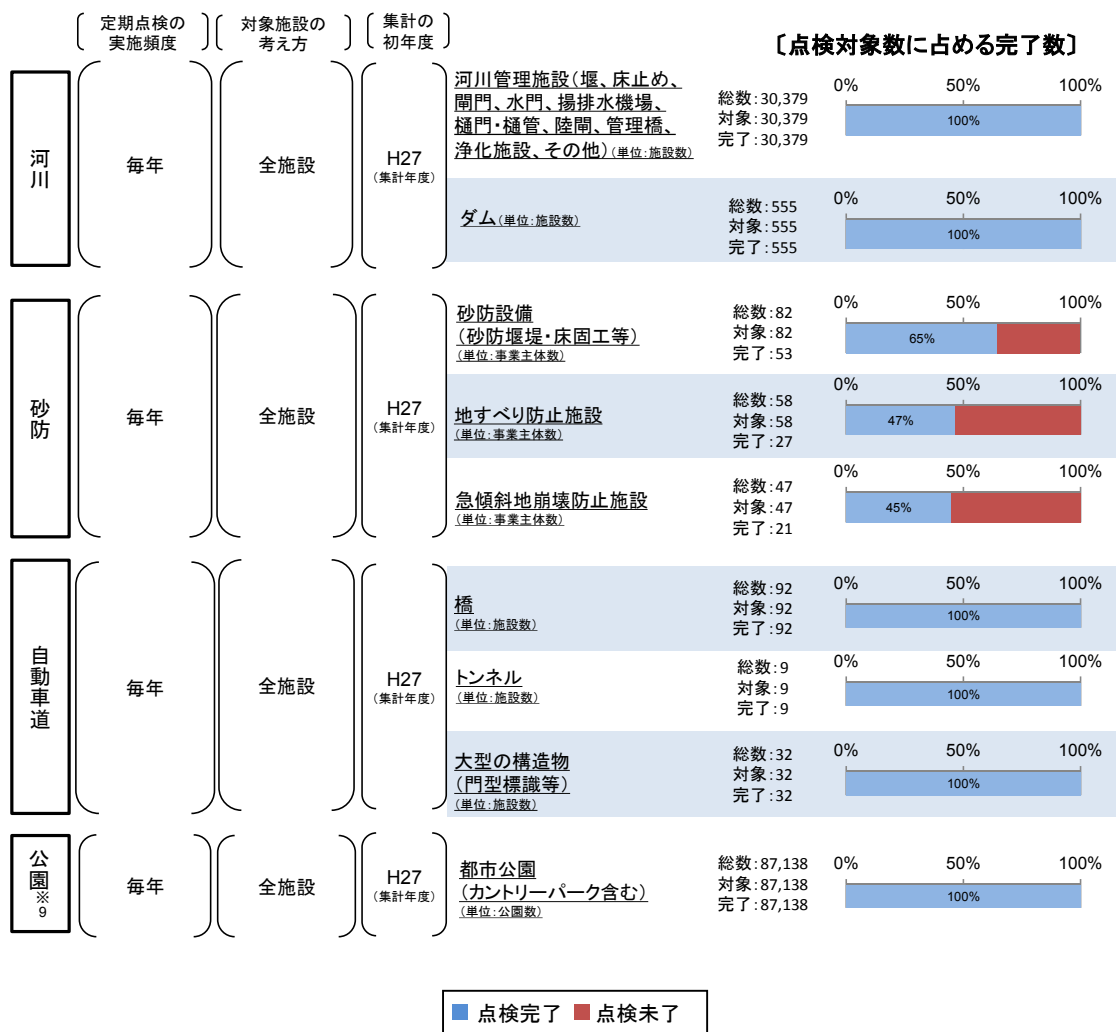 定期点検の
実施頻度
対象施設の
考え方
集計の
初年度
〔点検対象数に占める完了数〕
河川
毎年
全施設
H27
(集計年度)
河川管理施設(堰、床止め、
閘門、水門、揚排水機場、
樋門・樋管、陸閘、管理橋、
浄化施設、その他)(単位:施設数)
総数:30,379
対象:30,379
完了:30,379
0% 50% 100%
100%
ダム(単位:施設数)
総数:555
対象:555
完了:555
0% 50% 100%
100%
砂防
毎年
全施設
H27
(集計年度)
砂防設備
(砂防堰堤・床固工等)
(単位:事業主体数)
総数:82
対象:82
完了:53
0% 50% 100%
65%
地すべり防止施設
(単位:事業主体数)
総数:58
対象:58
完了:27
0% 50% 100%
47%
急傾斜地崩壊防止施設
(単位:事業主体数)
総数:47
対象:47
完了:21
0% 50% 100%
45%
自動車道
毎年
全施設
H27
(集計年度)
橋
(単位:施設数)
総数:92
対象:92
完了:92
0% 50% 100%
100%
トンネル
(単位:施設数)
総数:9
対象:9
完了:9
0% 50% 100%
100%
大型の構造物
(門型標識等)
(単位:施設数)
総数:32
対象:32
完了:32
0% 50% 100%
100%
公園※9
毎年
全施設
H27
(集計年度)
都市公園
(カントリーパーク含む)
(単位:公園数)
総数:87,138
対象:87,138
完了:87,138
0% 50% 100%
100%
点検完了 点検未了